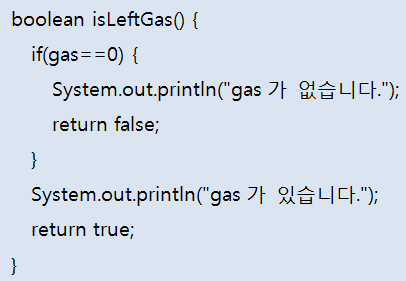 boolean isLeftGas() {
if(gas==0) {
System.out.println("gas 가 없습니다.");
return false;
}
System.out.println("gas 가 있습니다.");
return true;
}